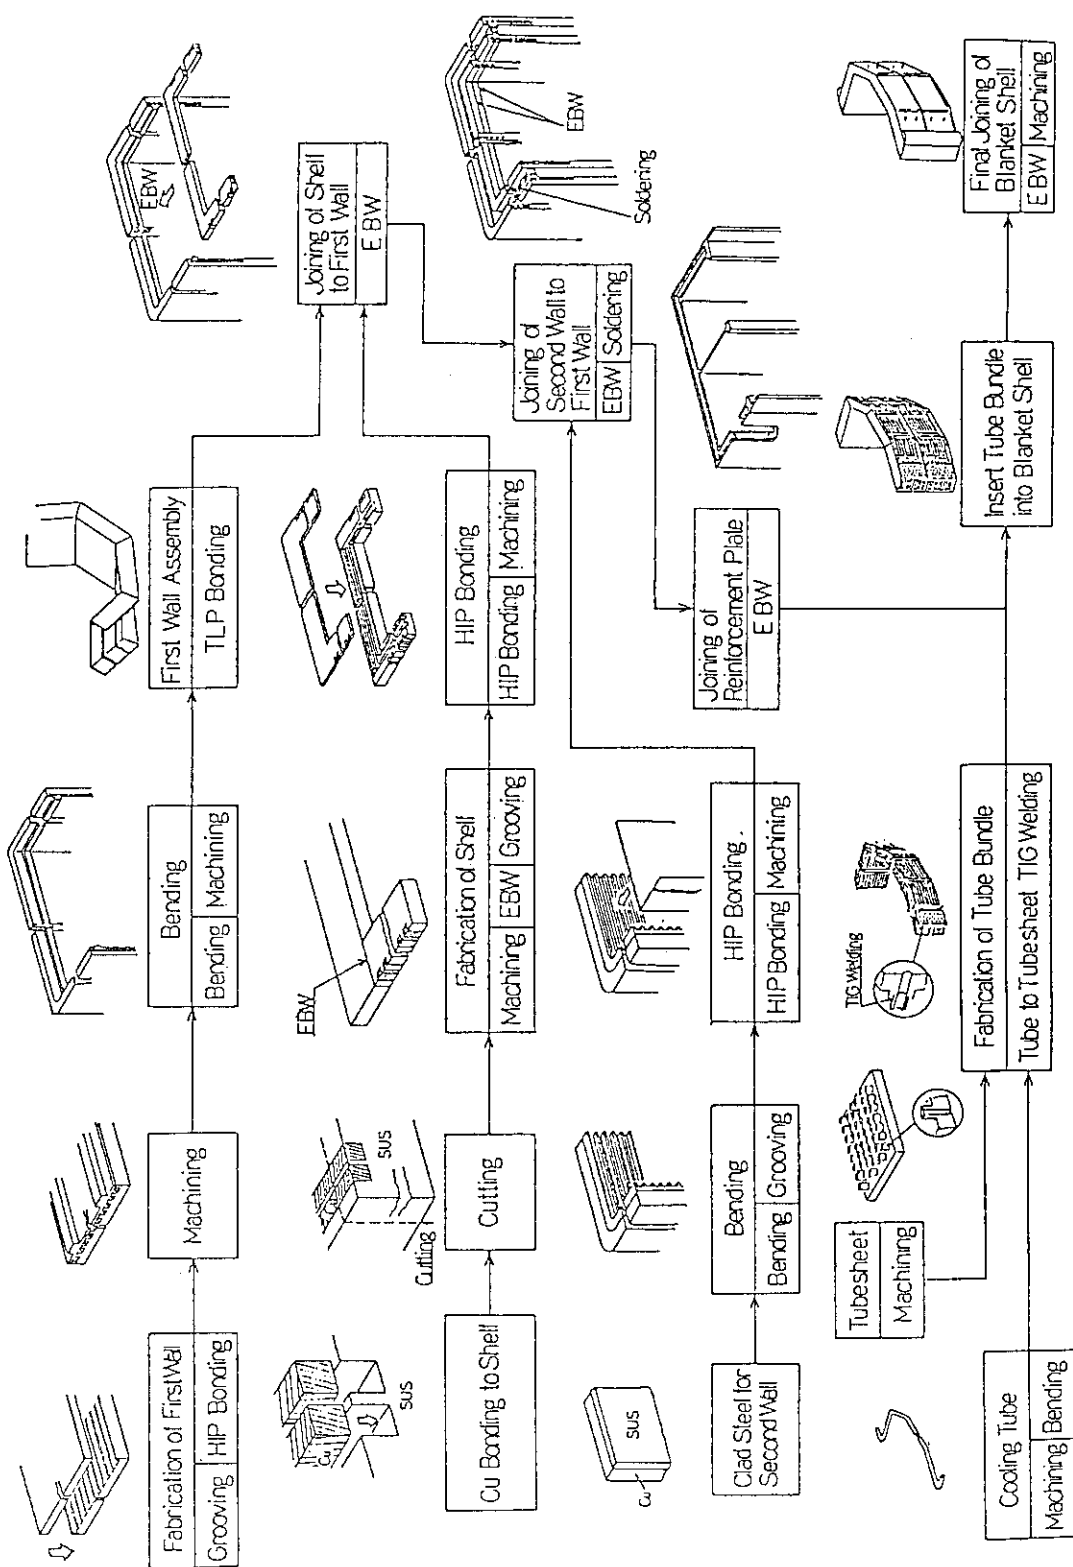 Fabrication of First Wall
Grooving
HIP Bonding
Machining
Bending
Bending
Machining
First Wall Assembly
TLP Bonding
EBW
Joining of Shell
to First Wall
EBW
Cu
SUS
Cu Bonding to Shell
SUS
Cutting
Cutting
EBW
Fabrication of Shell
Machining
EBW
Grooving
HIP Bonding
HIP Bonding
Machining
EBW
Soldering
Joining of
Second Wall to
First Wall
EBW
Soldering
Cu
SUS
Clad Steel for
Second Wall
Bending
Bending
Grooving
HIP Bonding.
HIP Bonding
Machining
Joining of
Reinforcement Plate
EBW
Cooling Tube
Machining
Bending
Tubesheet
Machining
TIG Welding
Fabrication of Tube Bundle
Tube to Tubesheet TIG Welding
Insert Tube Bundle
into Blanket Shell
Final Joining of
Blanket Shell
EBW
Machining